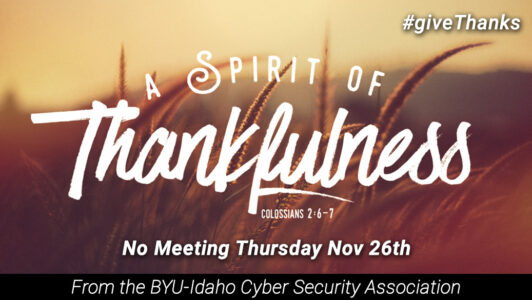 #giveThanks
A SPIRIT OF
Thankfulness
COLOSSIANS 2:6-7
No Meeting Thursday Nov 26th
From the BYU-Idaho Cyber Security Association